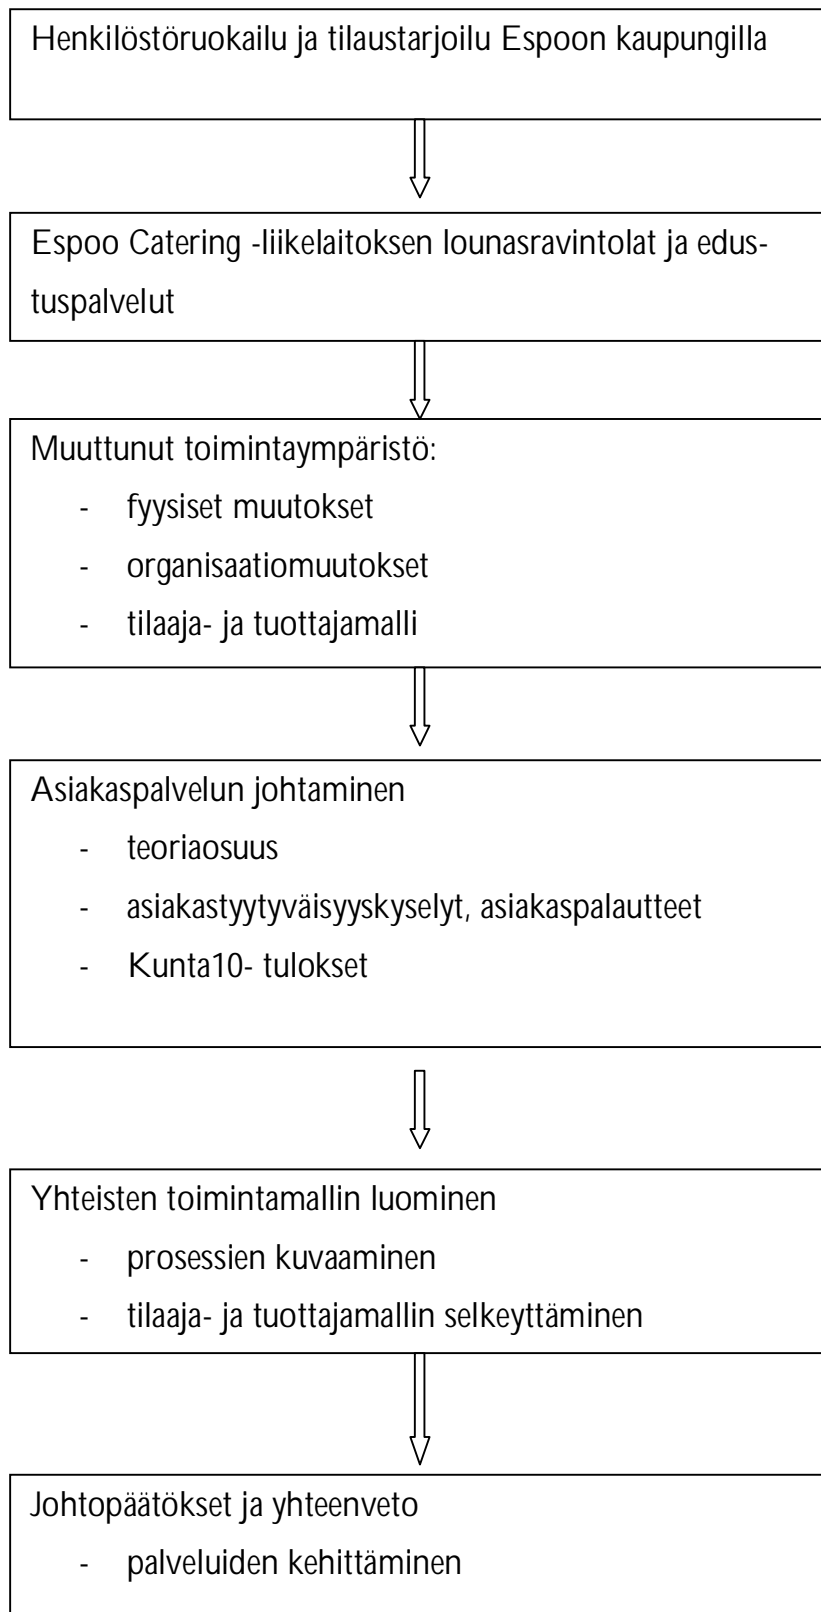 Henkilöstöruokailu ja tilaustarjoilu Espoon kaupungilla
Espoo Catering -liikelaitoksen lounasravintolat ja edus-
tuspalvelut
Muuttunut toimintaympäristö:
- fyysiset muutokset
- organisaatiomuutokset
- tilaaja- ja tuottajamalli
Asiakaspalvelun johtaminen
- teoriaosuus
- asiakastyytyväisyyskyselyt, asiakaspalautteet
- Kunta10- tulokset
Yhteisten toimintamallin luominen
- prosessien kuvaaminen
- tilaaja- ja tuottajamallin selkeyttäminen
Johtopäätökset ja yhteenveto
- palveluiden kehittäminen